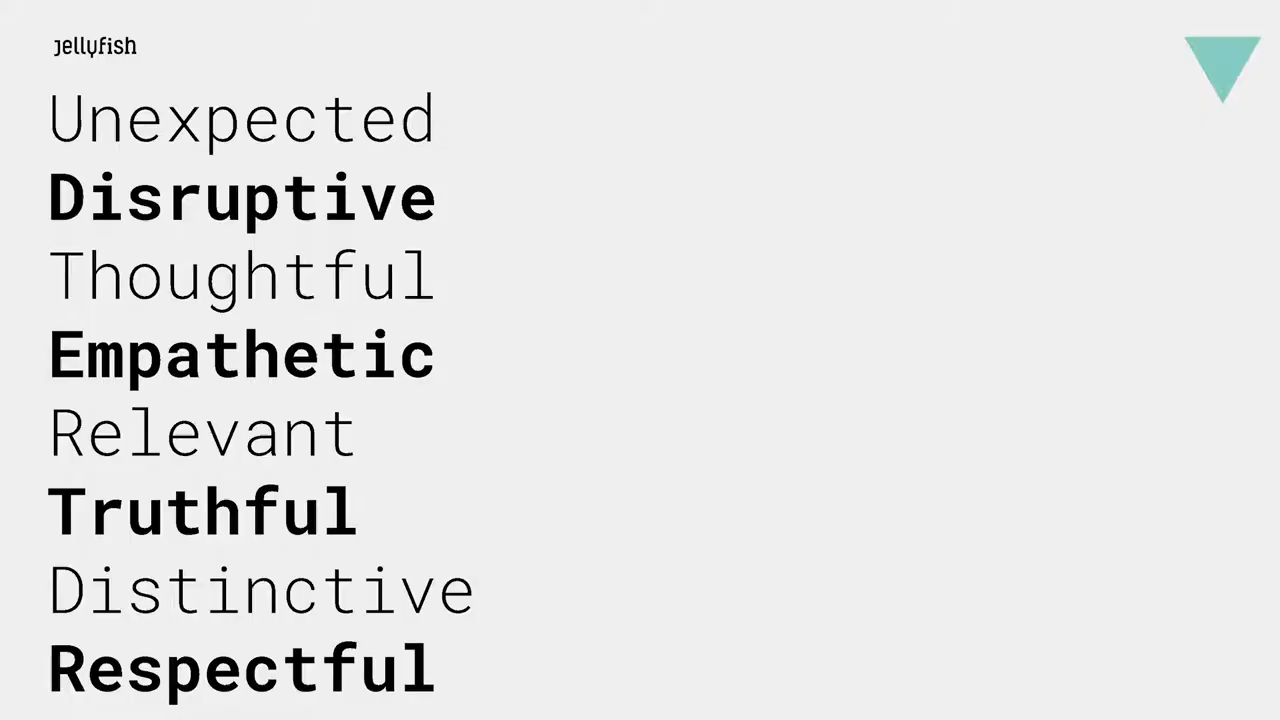 jellyfish
Unexpected
Disruptive
Thoughtful
Empathetic
Relevant
Truthful
Distinctive
Respectful